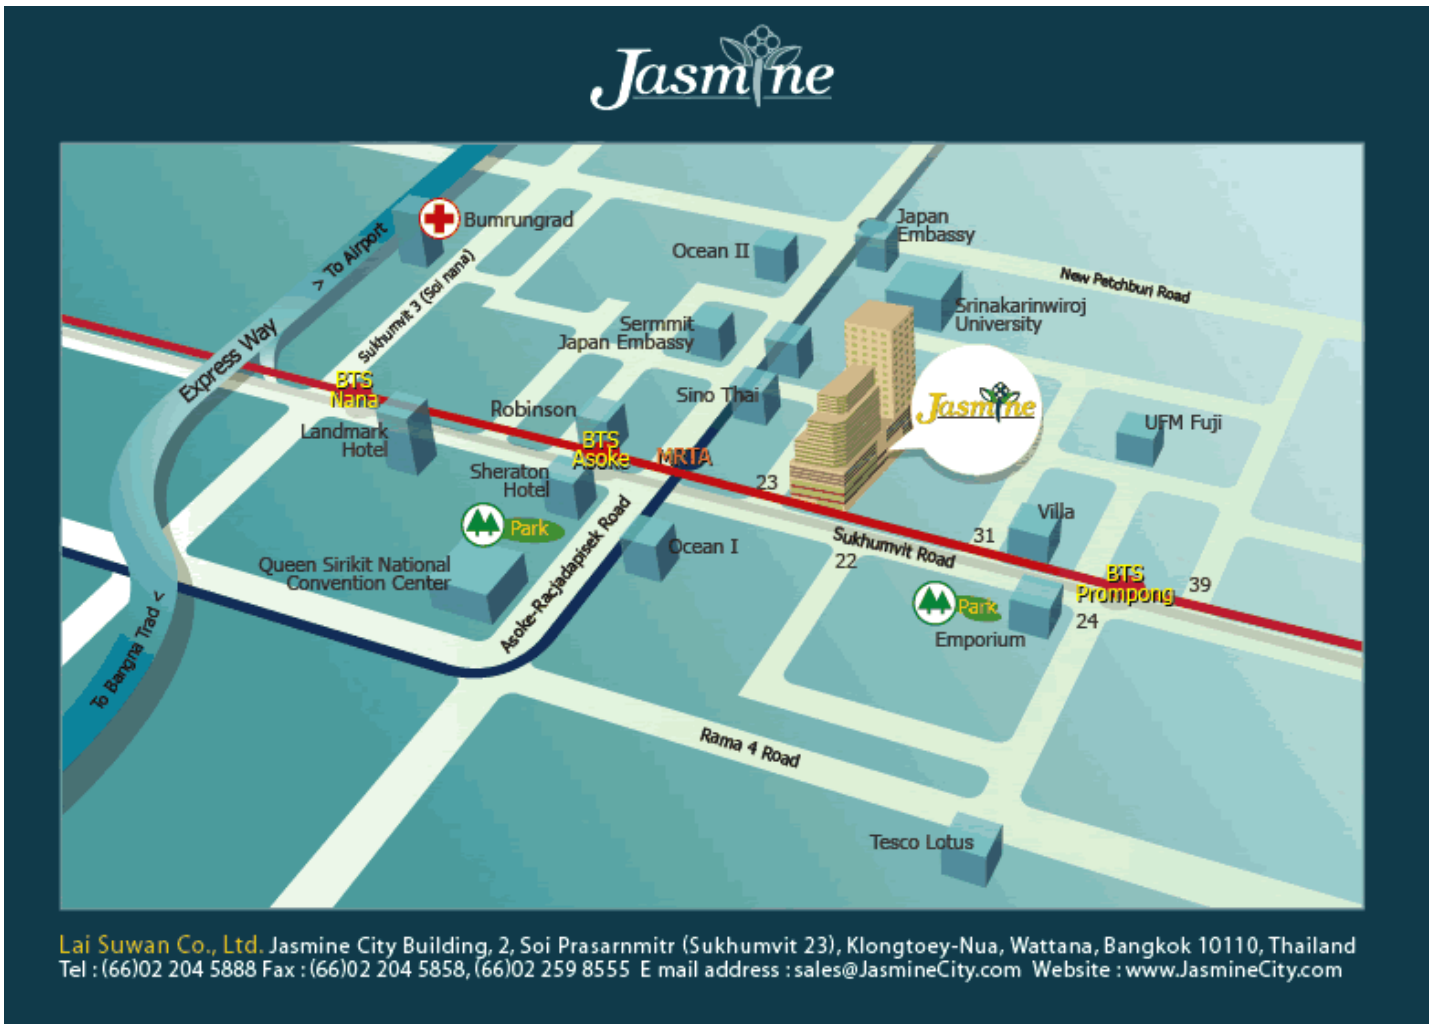 Jasmine
Bumrungrad
> To Airport
Express Way
Sukhumvit 3 (Soi nana)
Ocean II
Japan
Embassy
New Petchburi Road
Srinakarinwiroj
University
Sermmit
Japan Embassy
Sino Thai
Jasmine
UFM Fuji
BTS
Nana
Landmark
Hotel
Robinson
BTS
Asoke
MRTA
Sheraton
Hotel
23
Park
Asoke-Racjadapisek Road
Ocean I
Sukhumvit Road
22
31
Villa
Queen Sirikit National
Convention Center
BTS
Prompong
39
24
Park
Emporium
To Bangna Trad <
Rama 4 Road
Tesco Lotus
Lai Suwan Co., Ltd. Jasmine City Building, 2, Soi Prasarnmitr (Sukhumvit 23), Klongtoey-Nua, Wattana, Bangkok 10110, Thailand
Tel : (66)02 204 5888 Fax : (66)02 204 5858, (66)02 259 8555 E mail address : sales@JasmineCity.com Website : www.JasmineCity.com